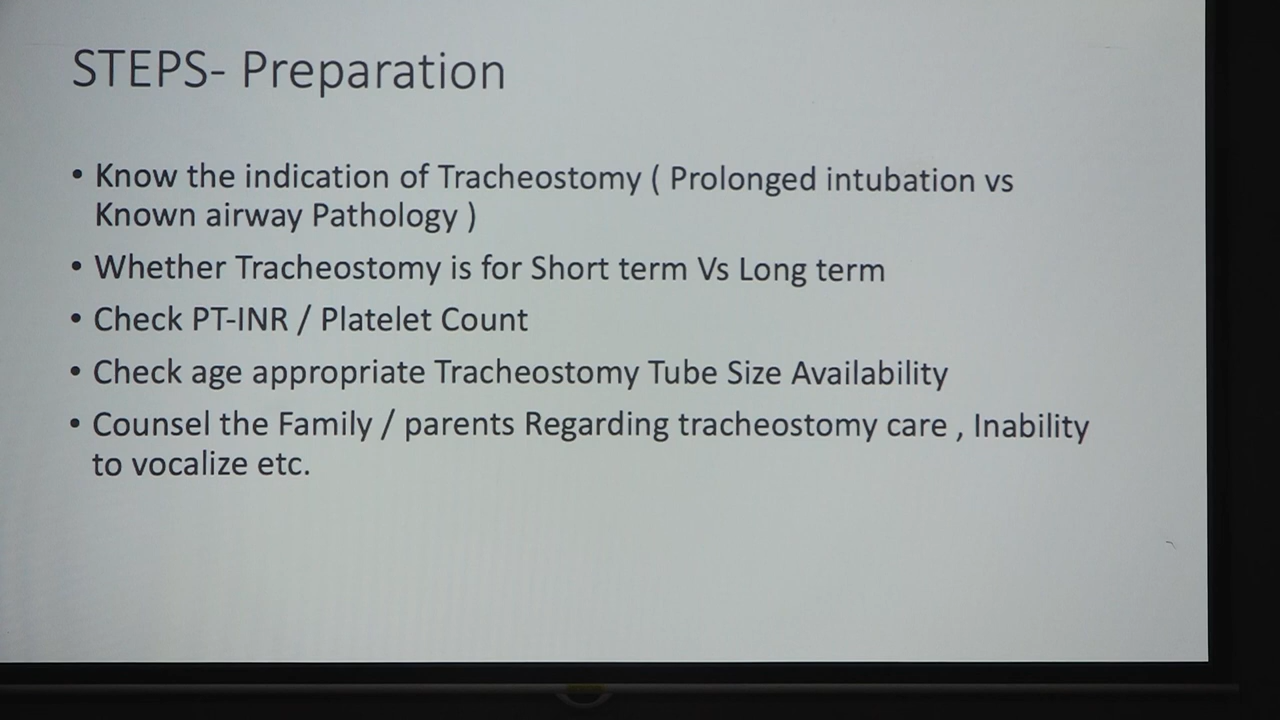 STEPS- Preparation
• Know the indication of Tracheostomy ( Prolonged intubation vs
Known airway Pathology )
• Whether Tracheostomy is for Short term Vs Long term
• Check PT-INR / Platelet Count
• Check age appropriate Tracheostomy Tube Size Availability
• Counsel the Family / parents Regarding tracheostomy care , Inability
to vocalize etc.